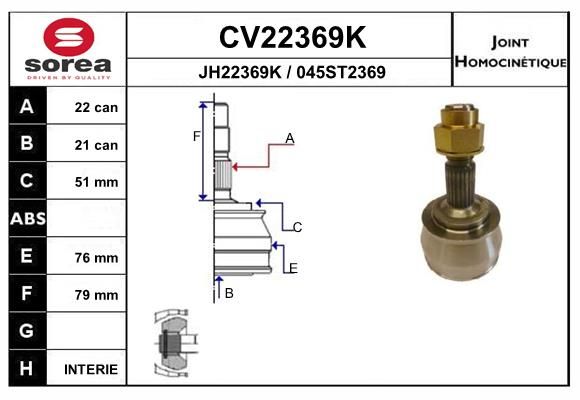 sorea
DRIVEN BY QUALITY
CV22369K
JH22369K / 045ST2369
JOINT
HOMOCINÉTIQUE
A 22 can
B 21 can
C 51 mm
ABS
E 76 mm
F 79 mm
G
H INTERIE
F
A
C
E
B